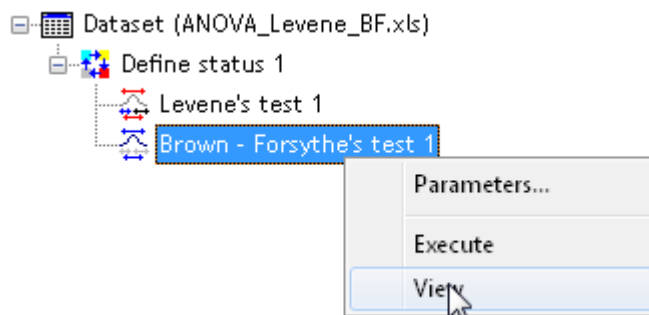 Dataset (ANOVA_Levene_BF.xls)
Define status 1
Levene's test 1
Brown - Forsythe's test 1
Parameters...
Execute
View